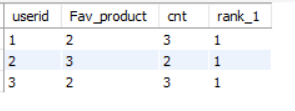 userid Fav_product cnt rank_1
1 2 3 1
2 3 2 1
3 2 3 1